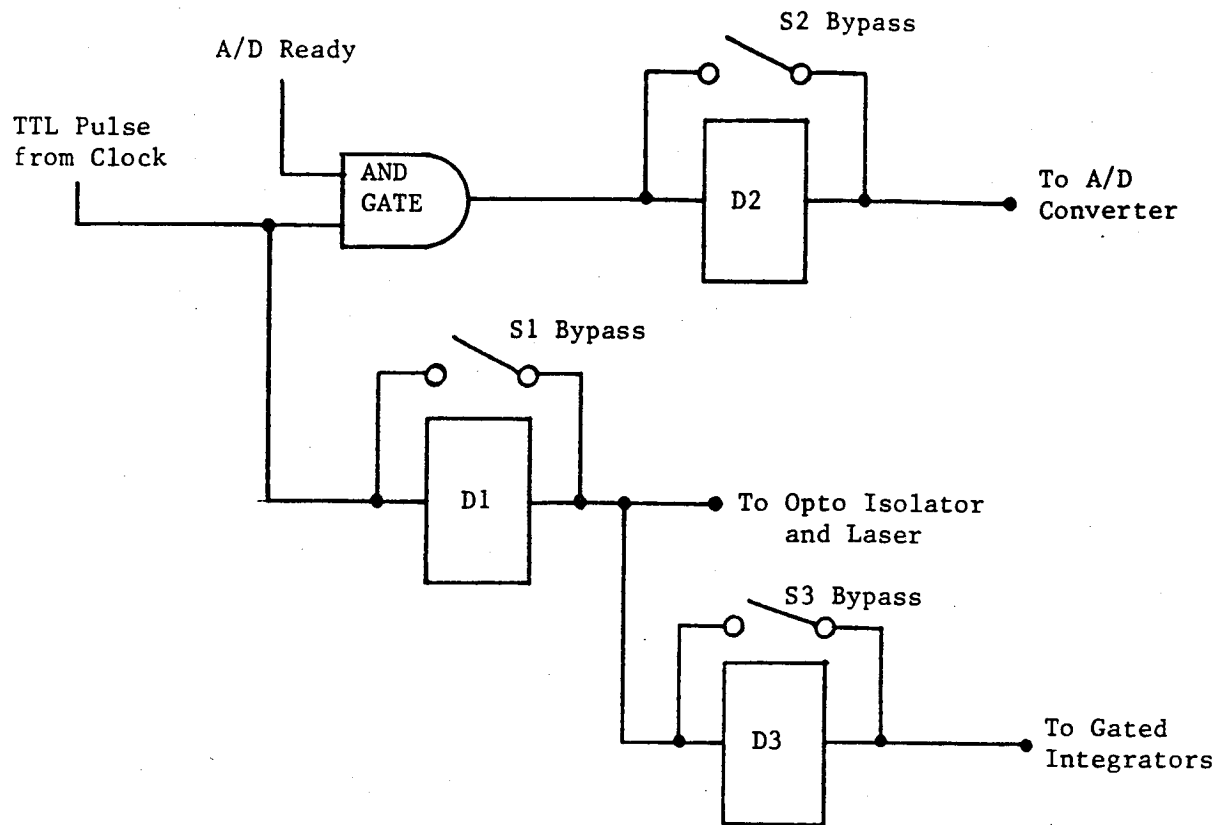 S2 Bypass
A/D Ready
TTL Pulse
from Clock
AND
GATE
D2
To A/D
Converter
S1 Bypass
D1
To Opto Isolator
and Laser
S3 Bypass
D3
To Gated
Integrators